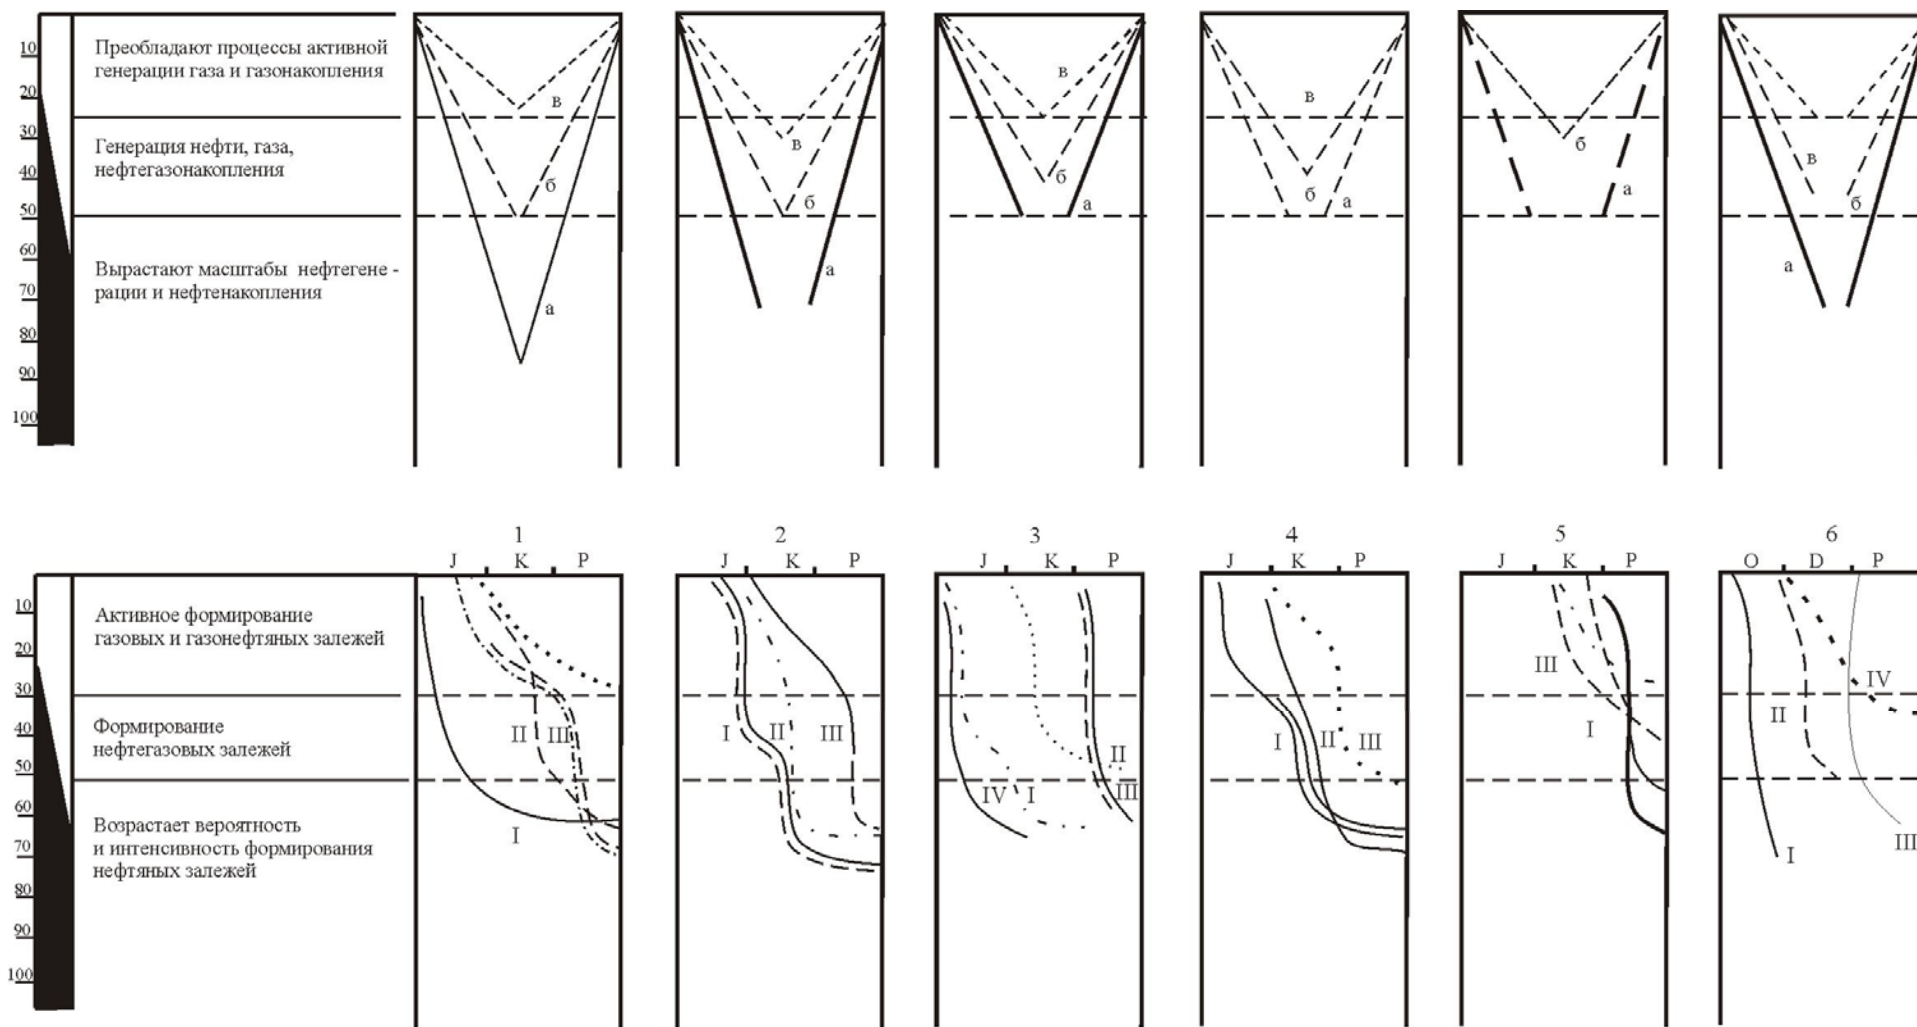 10
20
30
40
50
60
70
80
90
100
Преобладают процессы активной
генерации газа и газонакопления
Генерация нефти, газа,
нефтегазонакопления
Вырастают масштабы нефтегене -
рации и нефтенакопления
в
б
а
в
б
а
в
б
а
в
б
а
б
а
в
б
а
1
2
3
4
5
6
J K P
J K P
J K P
J K P
J K P
O D P
10
20
30
40
50
60
70
80
90
100
Активное формирование
газовых и газонефтяных залежей
Формирование
нефтегазовых залежей
Возрастает вероятность
и интенсивность формирования
нефтяных залежей
II III
I
I II III
II
IV I III
I II III
III
I
IV
II
I
III